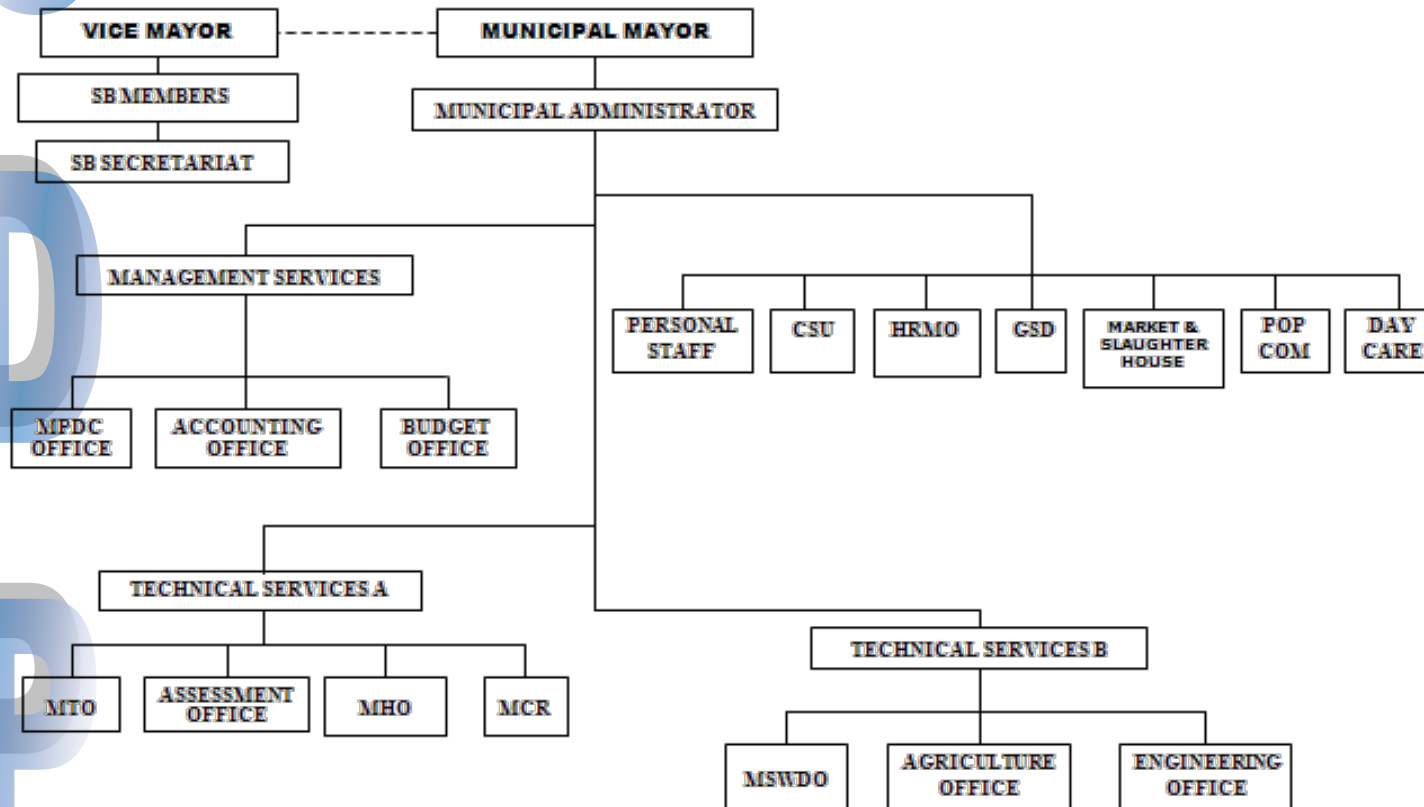 VICE MAYOR
MUNICIPAL MAYOR
SB MEMBERS
MUNICIPAL ADMINISTRATOR
SB SECRETARIAT
MANAGEMENT SERVICES
PERSONAL
STAFF
CSU
HRMO
GSD
MARKET &
SLAUGHTER
HOUSE
POP
COM
DAY
CARE
MPDC
OFFICE
ACCOUNTING
OFFICE
BUDGET
OFFICE
TECHNICAL SERVICES A
MTO
ASSESSMENT
OFFICE
MHO
MCR
TECHNICAL SERVICES B
MSWDO
AGRICULTURE
OFFICE
ENGINEERING
OFFICE
D
P